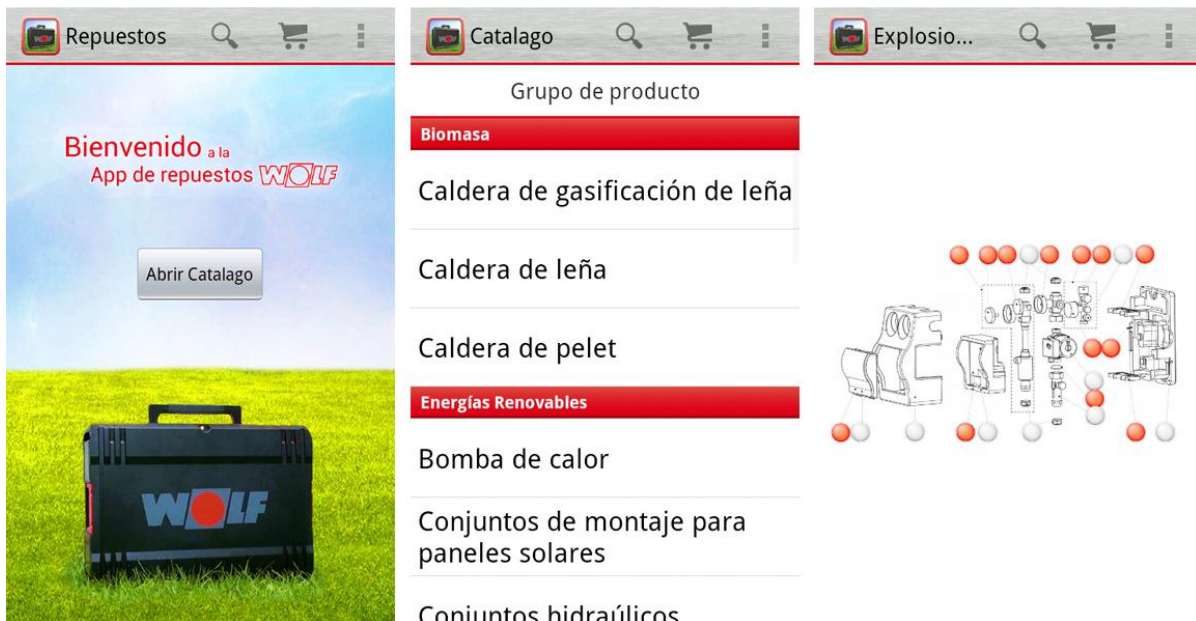 Repuestos
Bienvenido a la
App de repuestos WOLF
Abrir Catalago
WOLF
Catalago
Grupo de producto
Biomasa
Caldera de gasificación de leña
Caldera de leña
Caldera de pelet
Energías Renovables
Bomba de calor
Conjuntos de montaje para
paneles solares
Conjuntos hidraúlicos
Explosio...